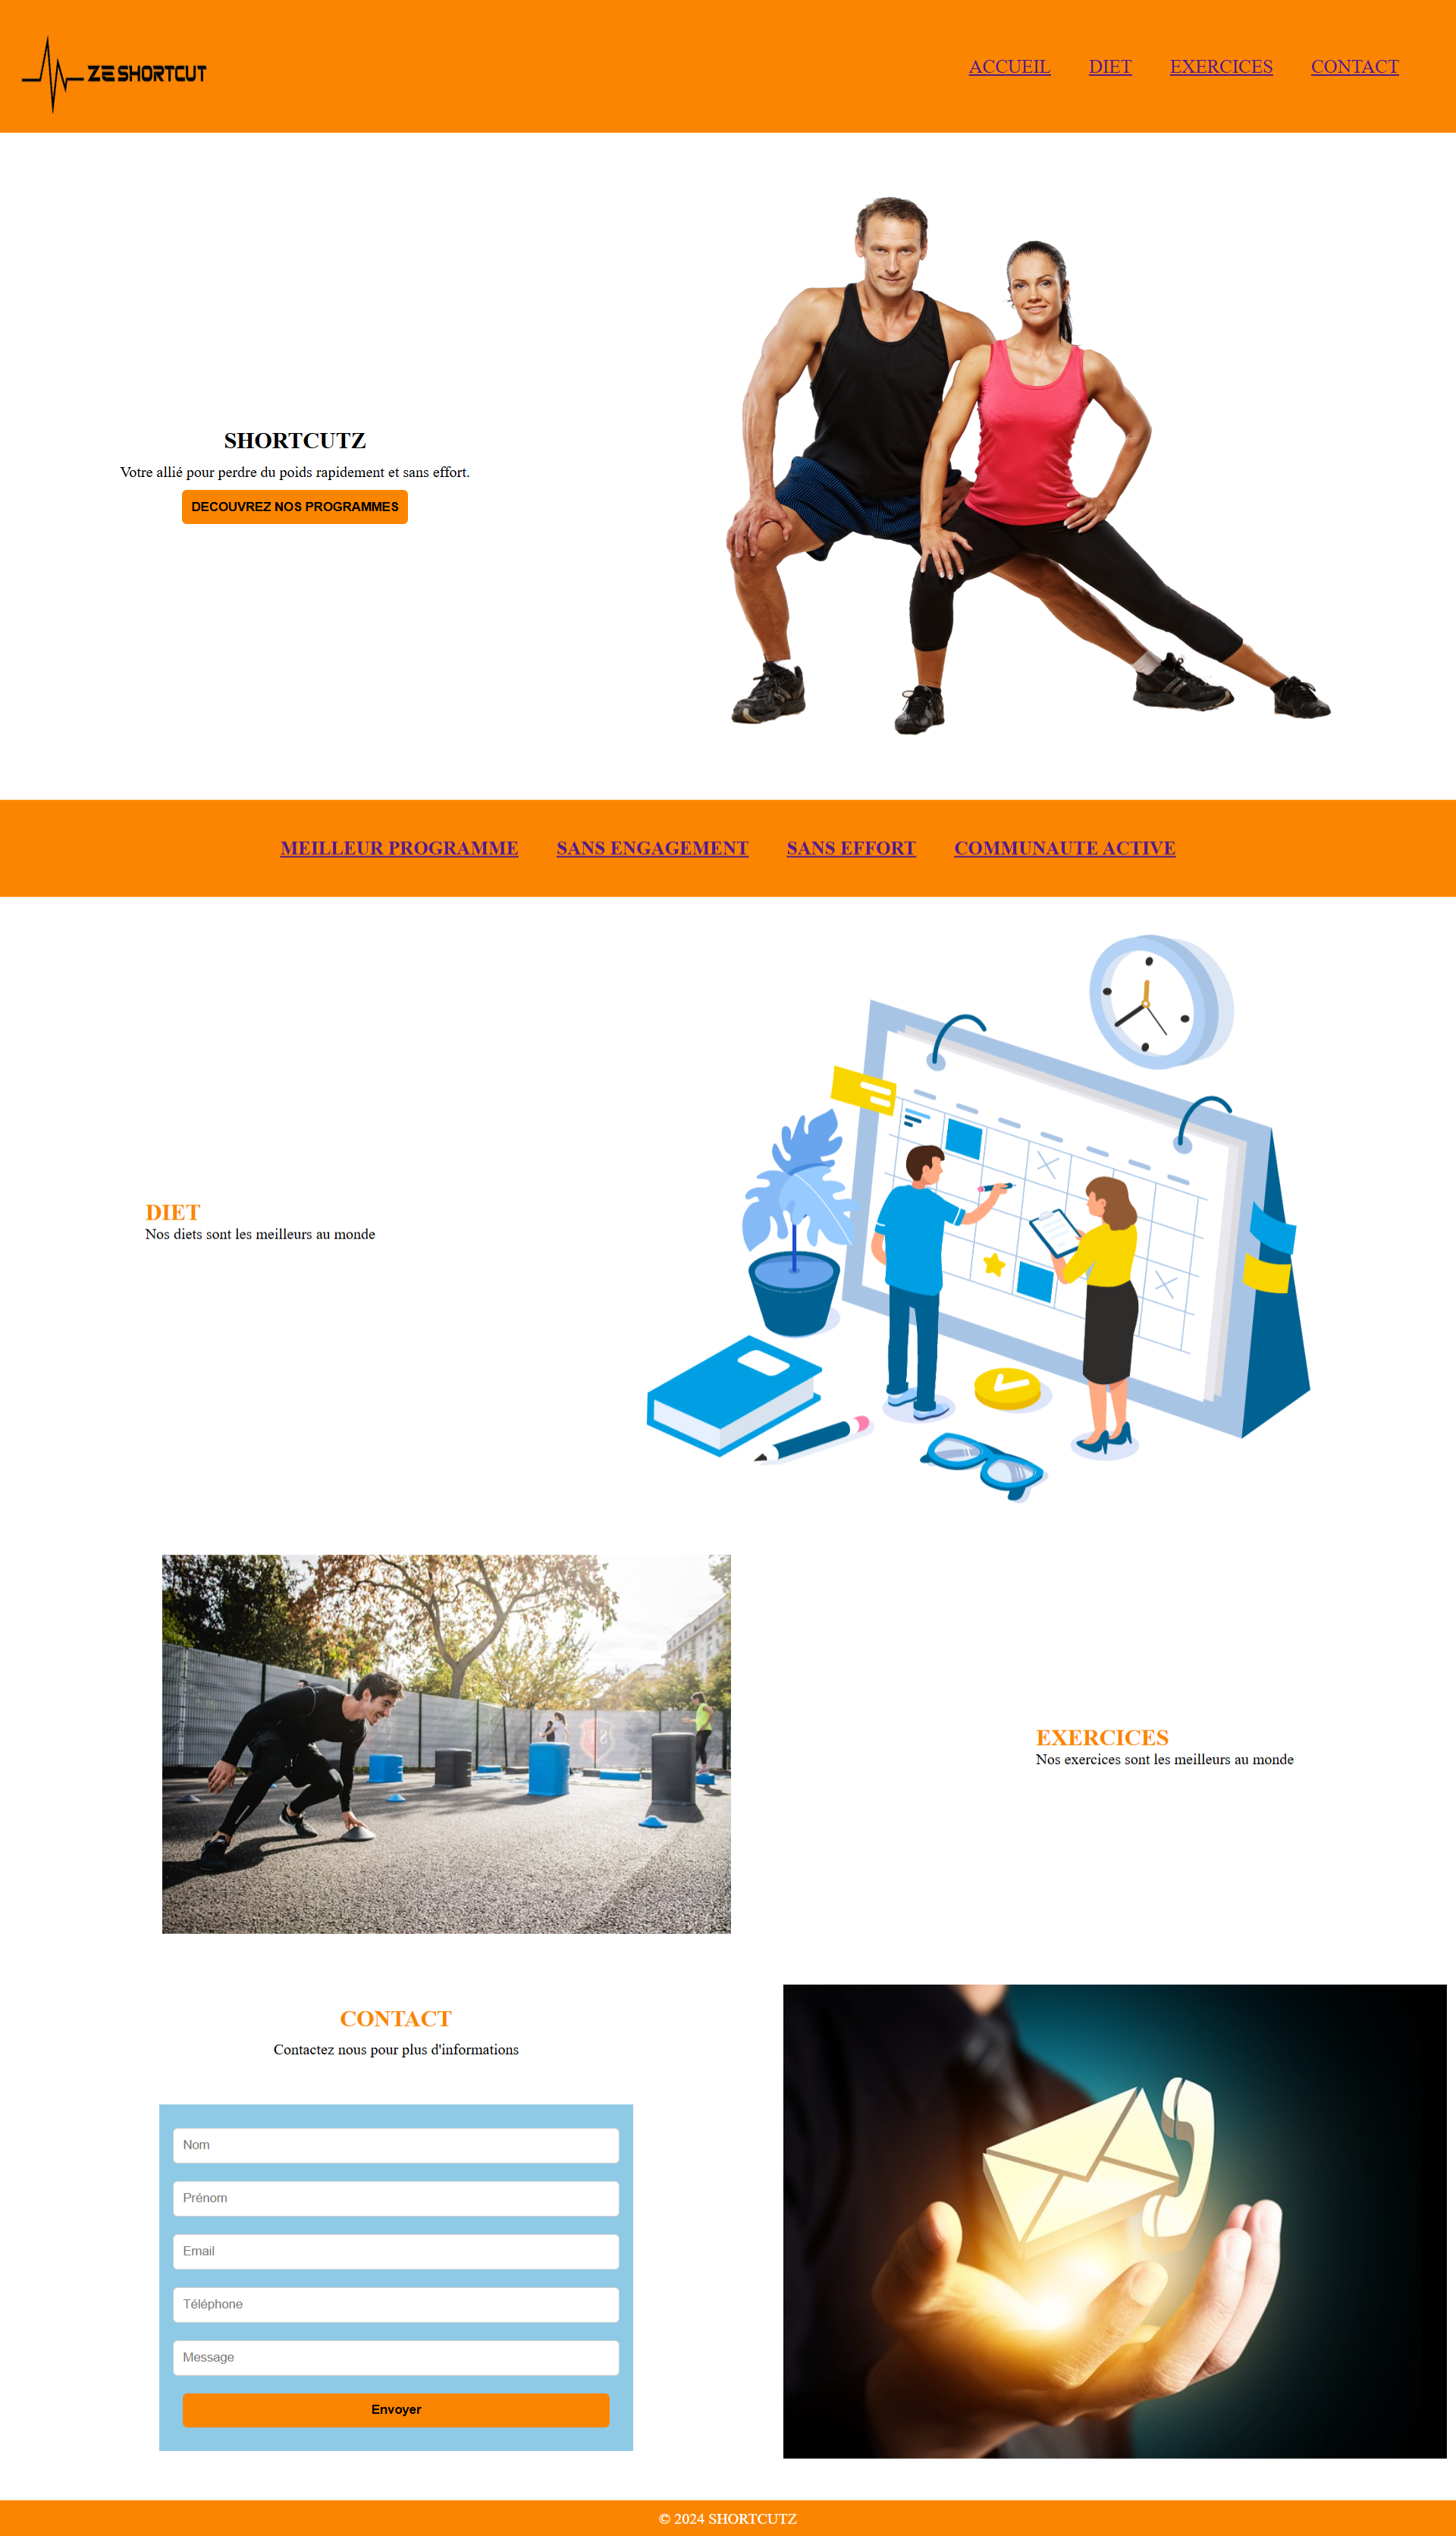 ZE SHORTCUT
ACCUEIL DIET EXERCICES CONTACT
SHORTCUTZ
Votre allié pour perdre du poids rapidement et sans effort.
DECOUVREZ NOS PROGRAMMES
MEILLEUR PROGRAMME SANS ENGAGEMENT SANS EFFORT COMMUNAUTE ACTIVE
DIET
Nos diets sont les meilleurs au monde
EXERCICES
Nos exercices sont les meilleurs au monde
CONTACT
Contactez nous pour plus d'informations
Nom
Prénom
Email
Téléphone
Message
Envoyer
© 2024 SHORTCUTZ